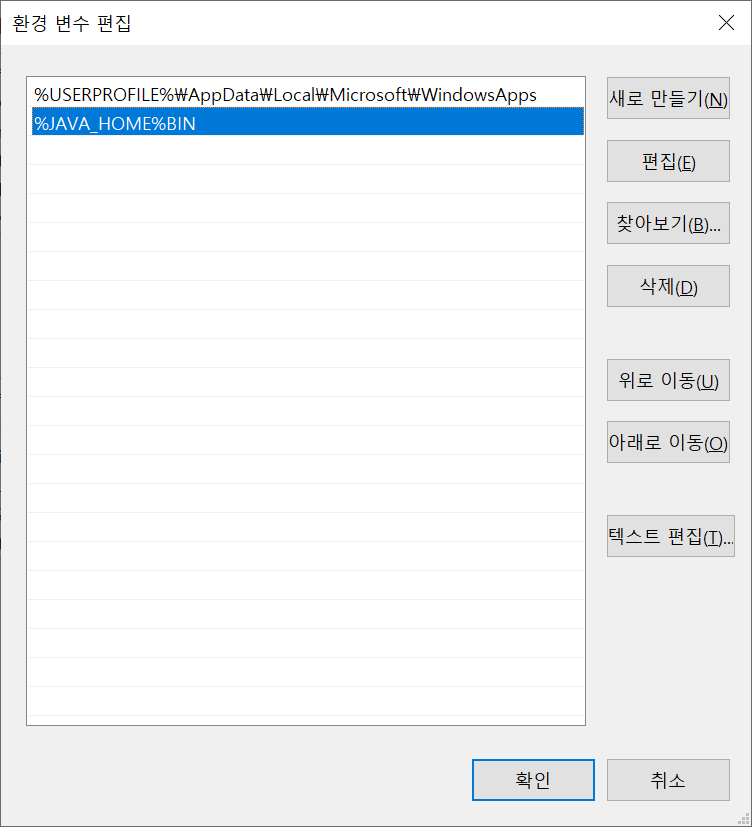 환경 변수 편집
%USERPROFILE%₩AppData₩Local₩Microsoft₩WindowsApps
%JAVA_HOME%BIN
새로 만들기(N)
편집(E)
찾아보기(B)...
삭제(D)
위로 이동(U)
아래로 이동(O)
텍스트 편집(T)...
확인
취소